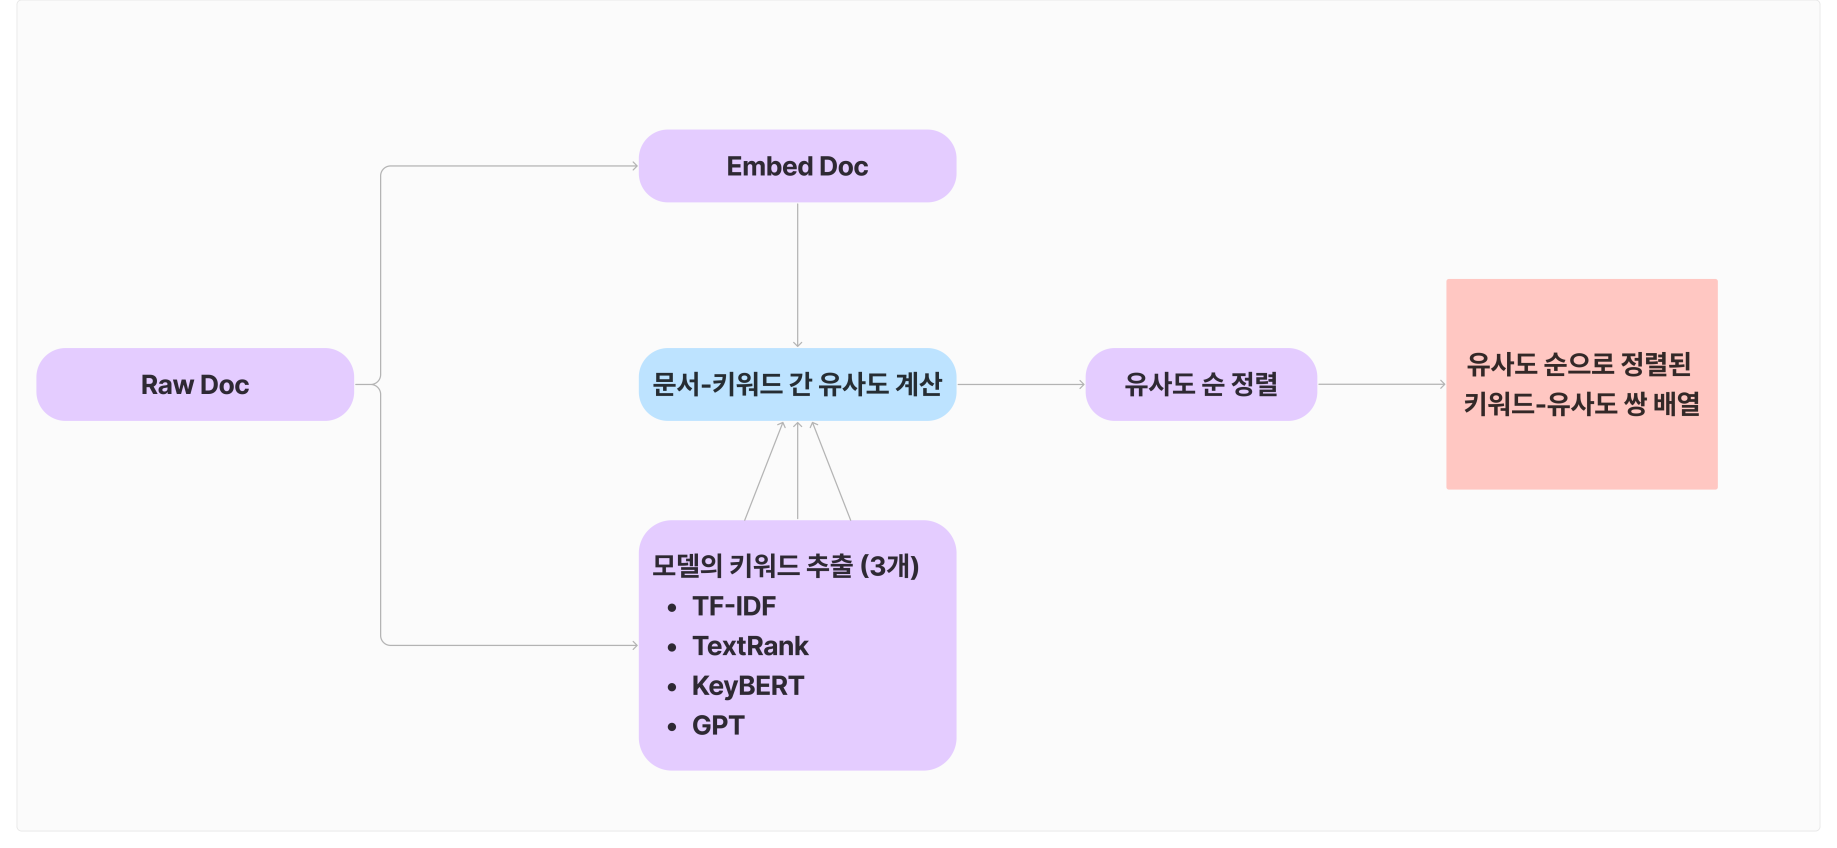 Embed Doc
Raw Doc
문서-키워드 간 유사도 계산
유사도 순 정렬
유사도 순으로 정렬된
키워드-유사도 쌍 배열
모델의 키워드 추출 (3개)
• TF-IDF
• TextRank
• KeyBERT
• GPT